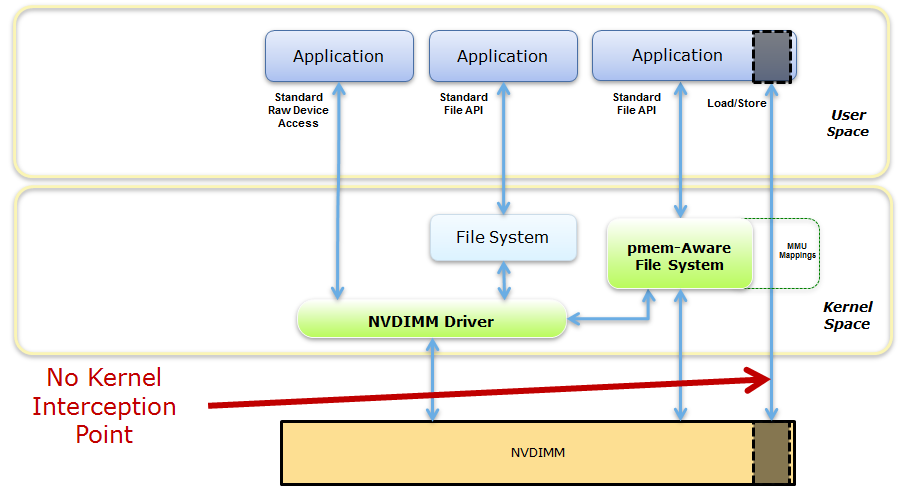 Application
Application
Application
Standard
Raw Device
Access
Standard
File API
Standard
File API
Load/Store
User
Space
File System
pmem-Aware
File System
MMU
Mappings
NVDIMM Driver
Kernel
Space
No Kernel
Interception
Point
NVDIMM